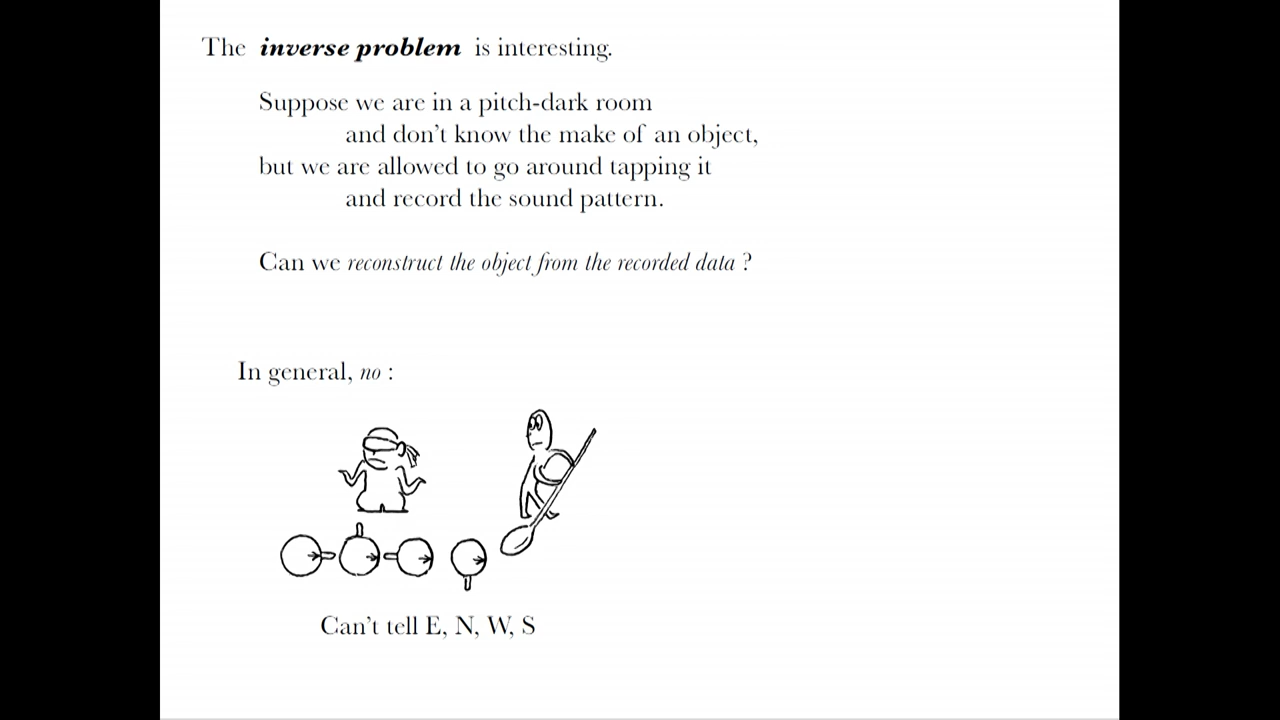 The inverse problem is interesting.
Suppose we are in a pitch-dark room
and don't know the make of an object,
but we are allowed to go around tapping it
and record the sound pattern.
Can we reconstruct the object from the recorded data ?
In general, no :
Can't tell E, N, W, S